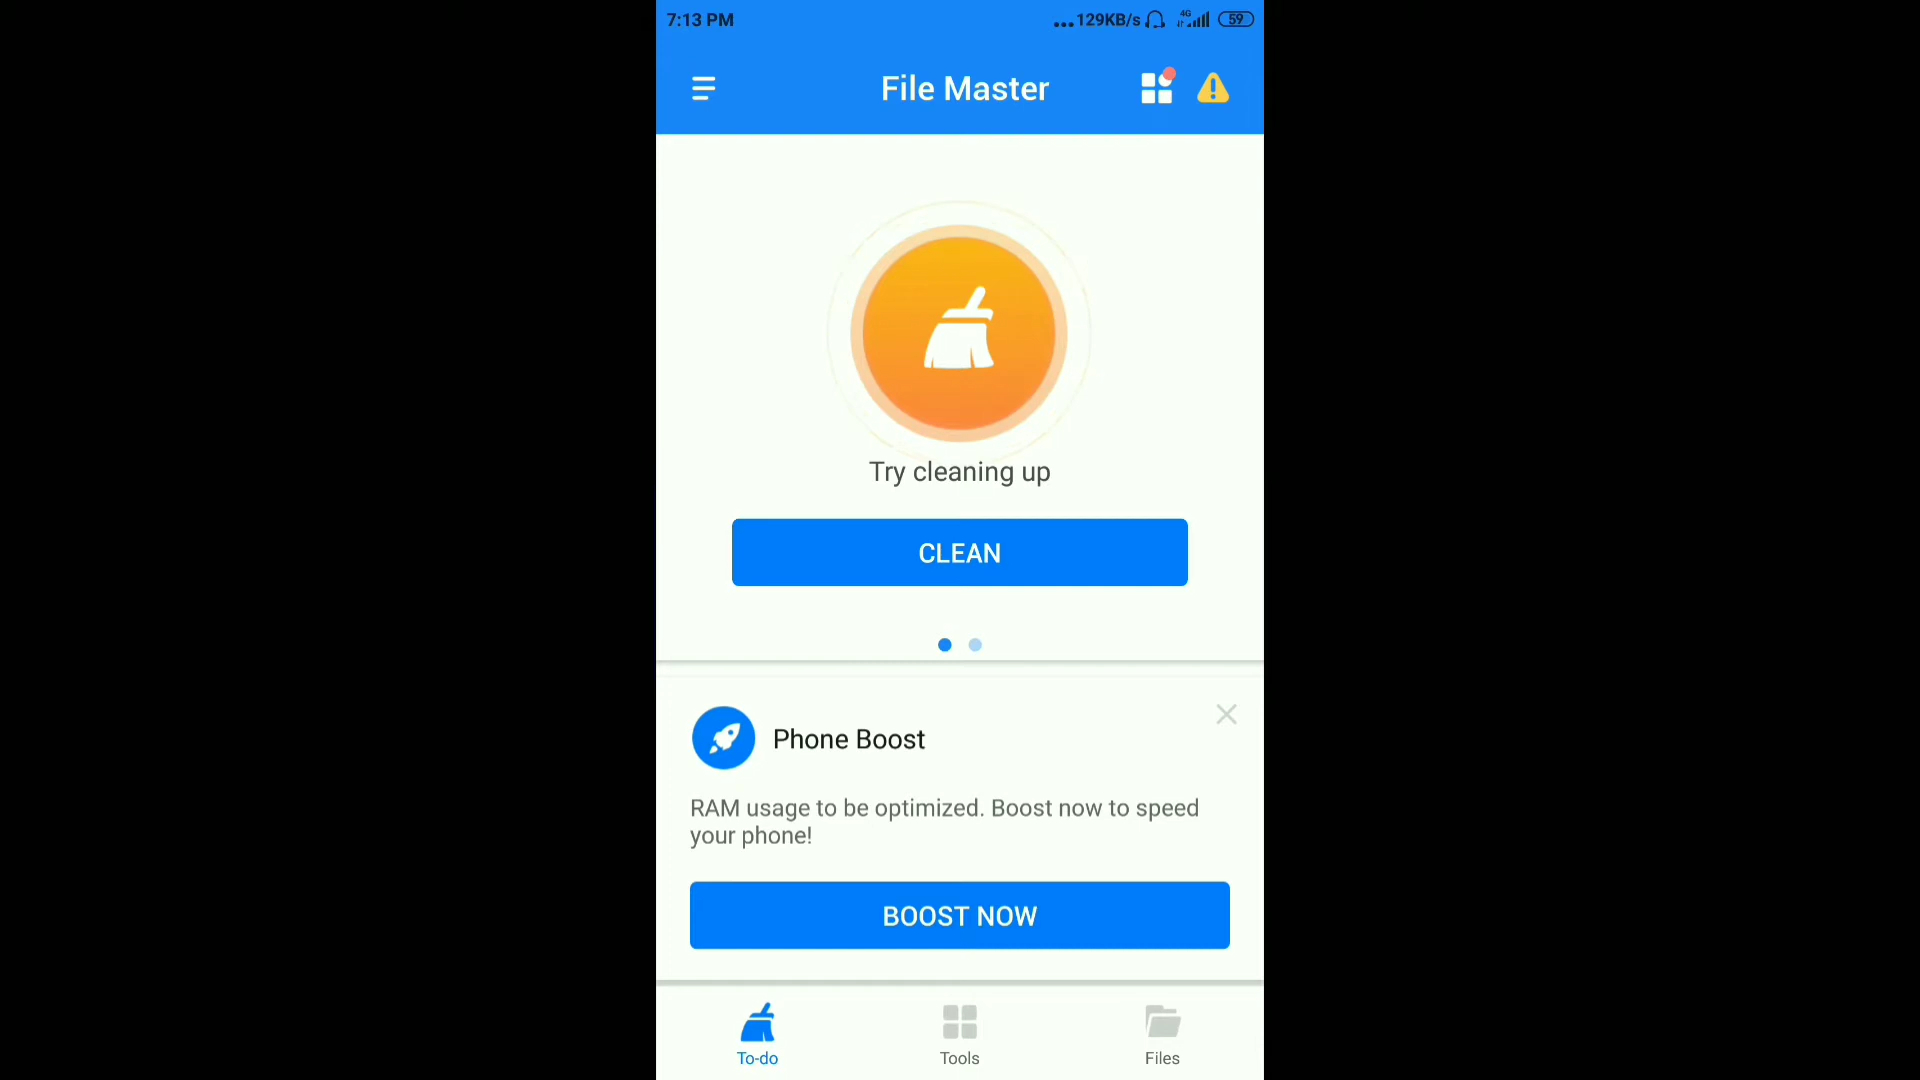 7:13 PM
...129KB/s 4G 59
File Master
Try cleaning up
CLEAN
Phone Boost
RAM usage to be optimized. Boost now to speed
your phone!
BOOST NOW
To-do
Tools
Files